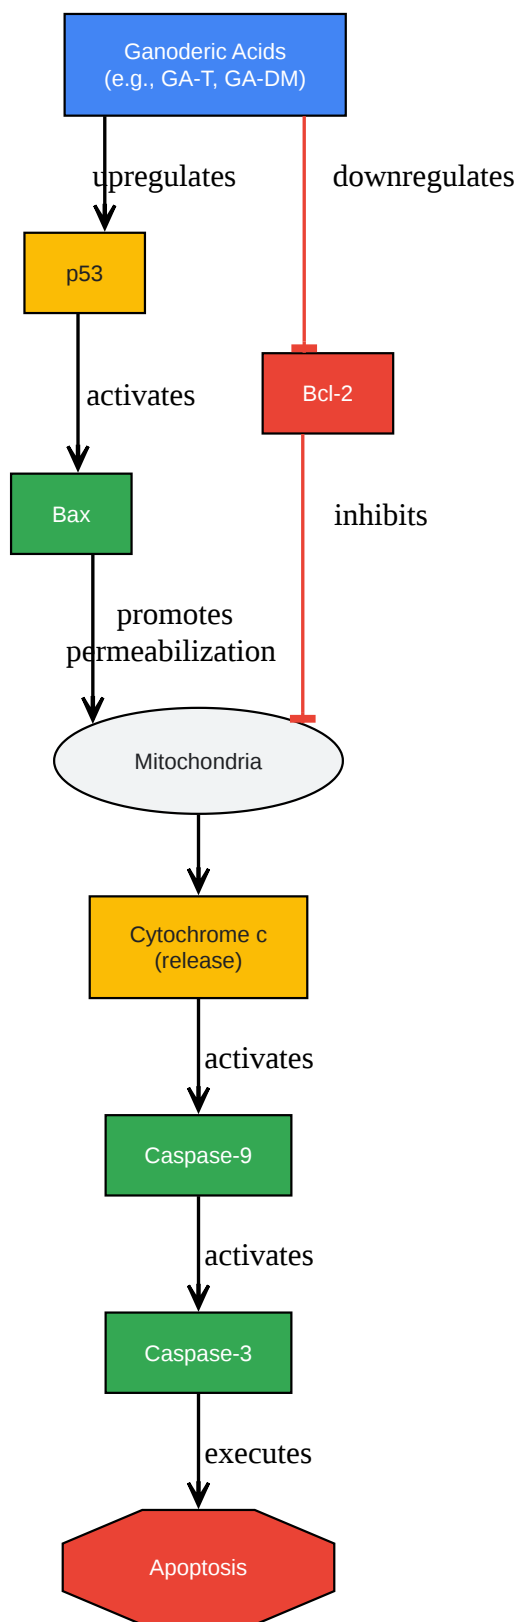 Ganoderic Acids
(e.g., GA-T, GA-DM)
upregulates
downregulates
p53
Bcl-2
activates
Bax
inhibits
promotes
permeabilization
Mitochondria
Cytochrome c
(release)
activates
Caspase-9
activates
Caspase-3
executes
Apoptosis